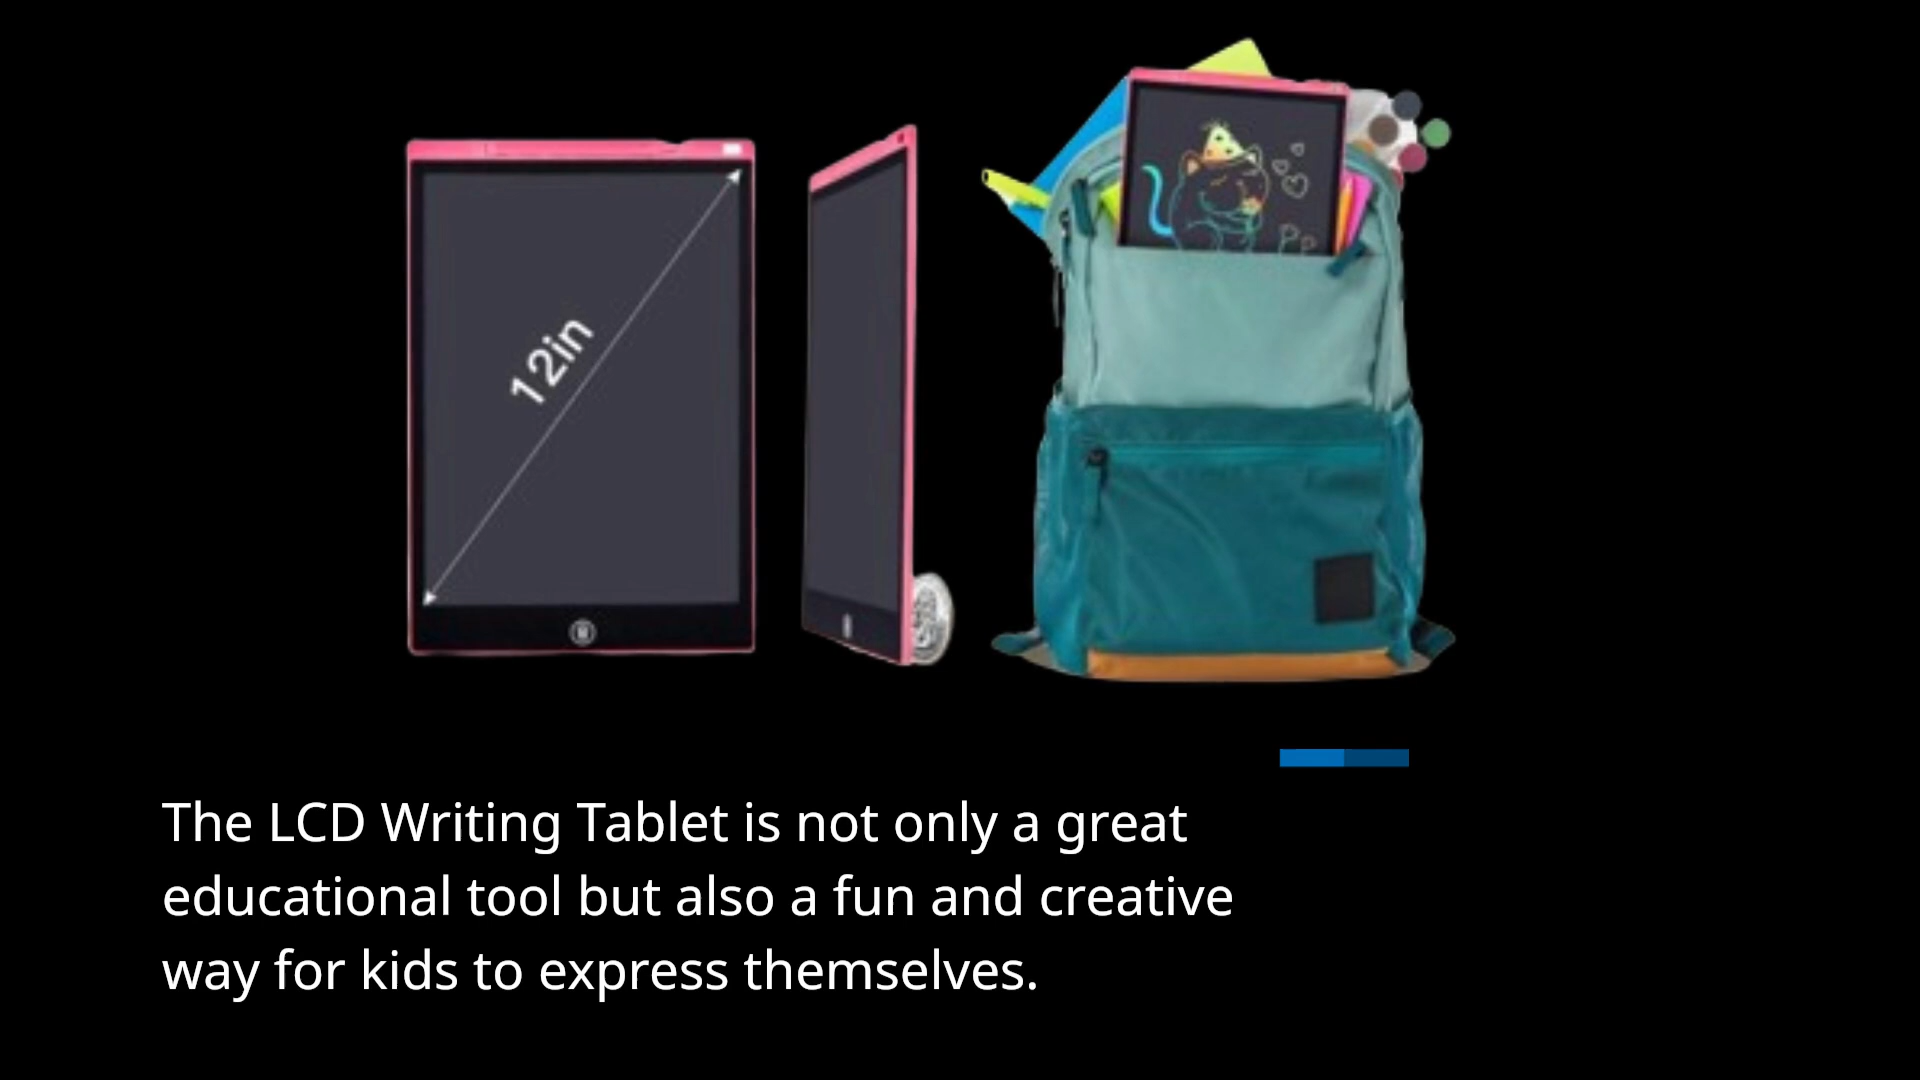 12in
The LCD Writing Tablet is not only a great
educational tool but also a fun and creative
way for kids to express themselves.